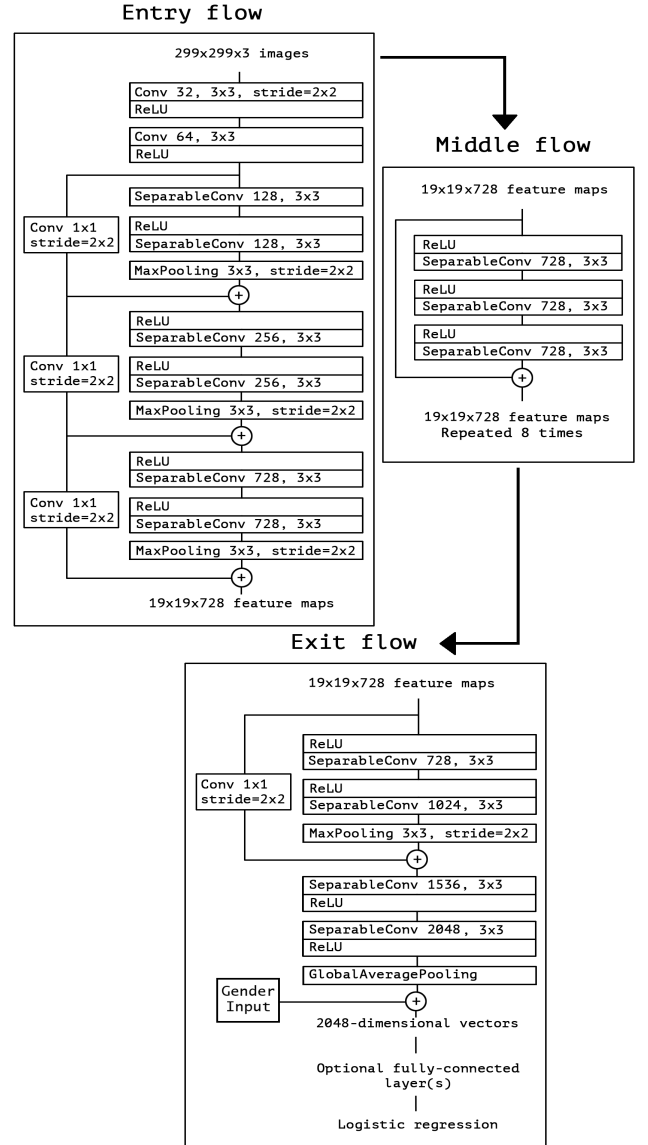 Entry flow
299x299x3 images
Conv 32, 3x3, stride=2x2
ReLU
Conv 64, 3x3
ReLU
SeparableConv 128, 3x3
Conv 1x1
stride=2x2
ReLU
SeparableConv 128, 3x3
MaxPooling 3x3, stride=2x2
+
ReLU
SeparableConv 256, 3x3
Conv 1x1
stride=2x2
ReLU
SeparableConv 256, 3x3
MaxPooling 3x3, stride=2x2
+
ReLU
SeparableConv 728, 3x3
Conv 1x1
stride=2x2
ReLU
SeparableConv 728, 3x3
MaxPooling 3x3, stride=2x2
+
19x19x728 feature maps
Middle flow
19x19x728 feature maps
ReLU
SeparableConv 728, 3x3
ReLU
SeparableConv 728, 3x3
ReLU
SeparableConv 728, 3x3
+
19x19x728 feature maps
Repeated 8 times
Exit flow
19x19x728 feature maps
ReLU
SeparableConv 728, 3x3
Conv 1x1
stride=2x2
ReLU
SeparableConv 1024, 3x3
MaxPooling 3x3, stride=2x2
+
SeparableConv 1536, 3x3
ReLU
SeparableConv 2048, 3x3
ReLU
GlobalAveragePooling
Gender
Input
+
2048-dimensional vectors
Optional fully-connected
layer(s)
Logistic regression